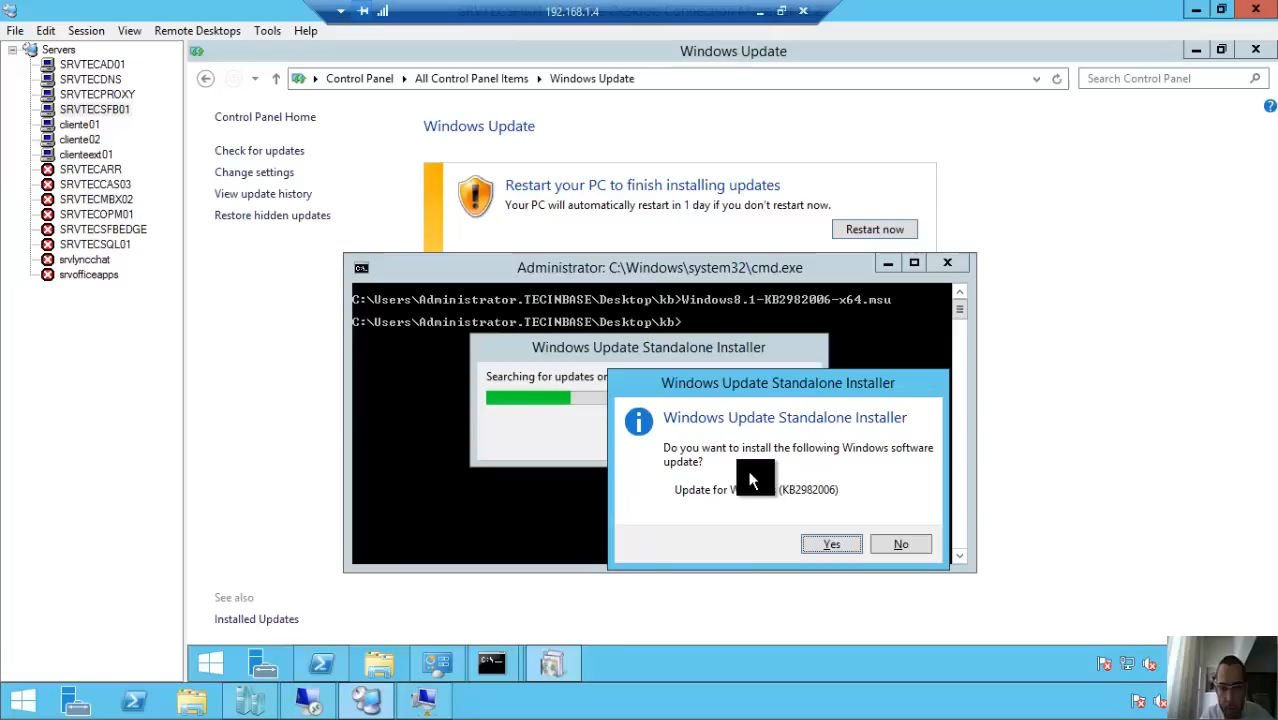 192.168.1.4
File Edit Session View Remote Desktops Tools Help
Servers
SRVTECAD01
SRVTECDNS
SRVTECPROXY
SRVTECSFB01
cliente01
cliente02
clienteext01
SRVTECARR
SRVTECCAS03
SRVTECMBX02
SRVTECOPM01
SRVTECSFBEDGE
SRVTECSQL01
srvlyncchat
srvofficeapps
Windows Update
Control Panel All Control Panel Items Windows Update
Search Control Panel
Control Panel Home
Check for updates
Change settings
View update history
Restore hidden updates
Windows Update
Restart your PC to finish installing updates
Your PC will automatically restart in 1 day if you don't restart now.
Restart now
Administrator: C:\Windows\system32\cmd.exe
C:\Users\Administrator.TECINBASE\Desktop\kb>Windows8.1-KB2982006-x64.msu
C:\Users\Administrator.TECINBASE\Desktop\kb>
Windows Update Standalone Installer
Searching for updates
Windows Update Standalone Installer
Windows Update Standalone Installer
Do you want to install the following Windows software
update?
Update for (KB2982006)
Yes
No
See also
Installed Updates